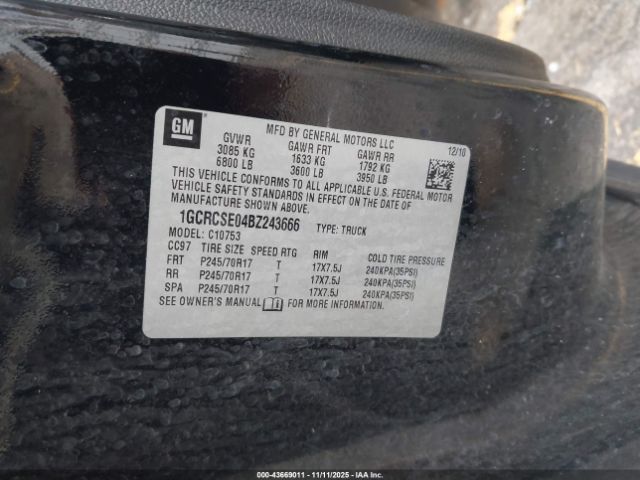 GM
MFD BY GENERAL MOTORS LLC
GVWR GAWR FRT GAWR RR 12/10
3085 KG 1633 KG 1792 KG
6800 LB 3600 LB 3950 LB
THIS VEHICLE CONFORMS TO ALL APPLICABLE U.S. FEDERAL MOTOR
VEHICLE SAFETY STANDARDS IN EFFECT ON THE DATE OF
MANUFACTURE SHOWN ABOVE.
1GCRCSE04BZ243666 TYPE: TRUCK
MODEL: C10753
CC97 TIRE SIZE SPEED RTG RIM COLD TIRE PRESSURE
FRT P245/70R17 T 17X7.5J 240KPA(35PSI)
RR P245/70R17 T 17X7.5J 240KPA(35PSI)
SPA P245/70R17 T 17X7.5J 240KPA(35PSI)
SEE OWNER'S MANUAL FOR MORE INFORMATION.
000-43669011 - 11/11/2025 - IAAI.com